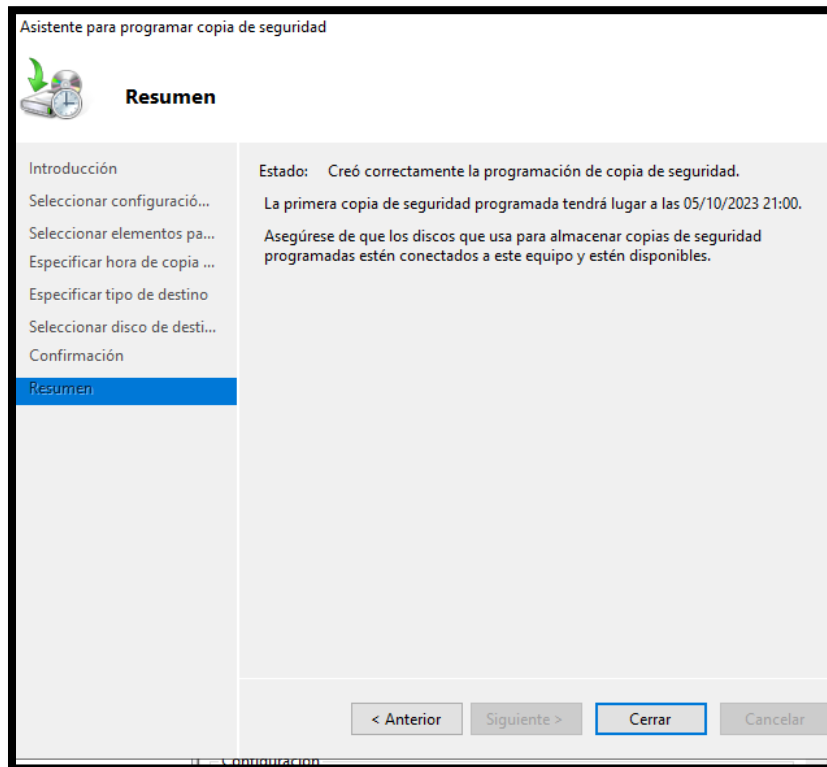 Asistente para programar copia de seguridad
Resumen
Introducción
Seleccionar configuració...
Seleccionar elementos pa...
Especificar hora de copia ...
Especificar tipo de destino
Seleccionar disco de desti...
Confirmación
Resumen
Estado: Creó correctamente la programación de copia de seguridad.
La primera copia de seguridad programada tendrá lugar a las 05/10/2023 21:00.
Asegúrese de que los discos que usa para almacenar copias de seguridad
programadas estén conectados a este equipo y estén disponibles.
< Anterior Siguiente > Cerrar Cancelar
Configuración